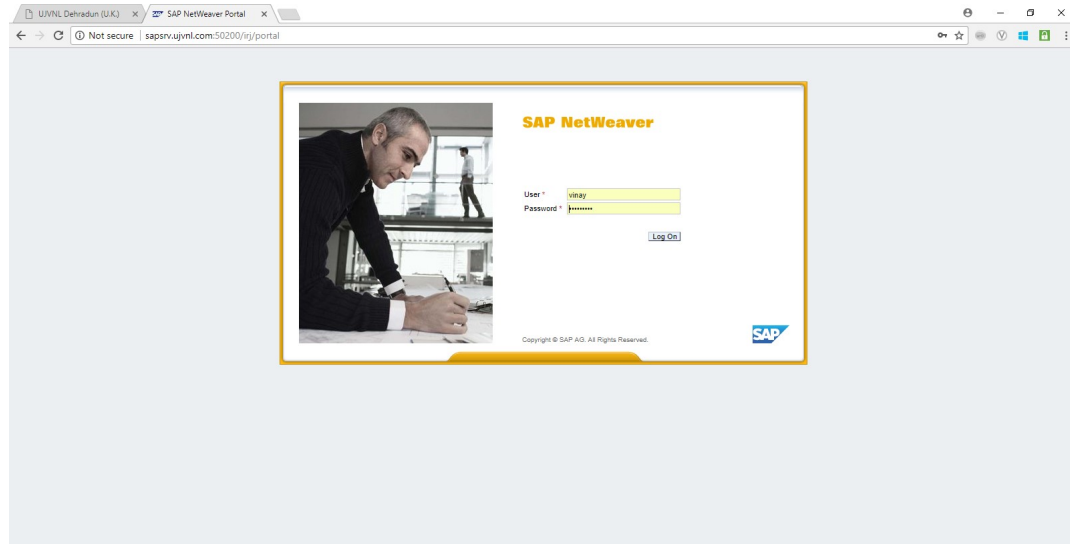 UJVNL Dehradun (U.K.)
SAP NetWeaver Portal
Not secure | sapsrv.ujvnl.com:50200/irj/portal
SAP NetWeaver
User * vinay
Password * •••••••••
Log On
Copyright © SAP AG. All Rights Reserved.
SAP